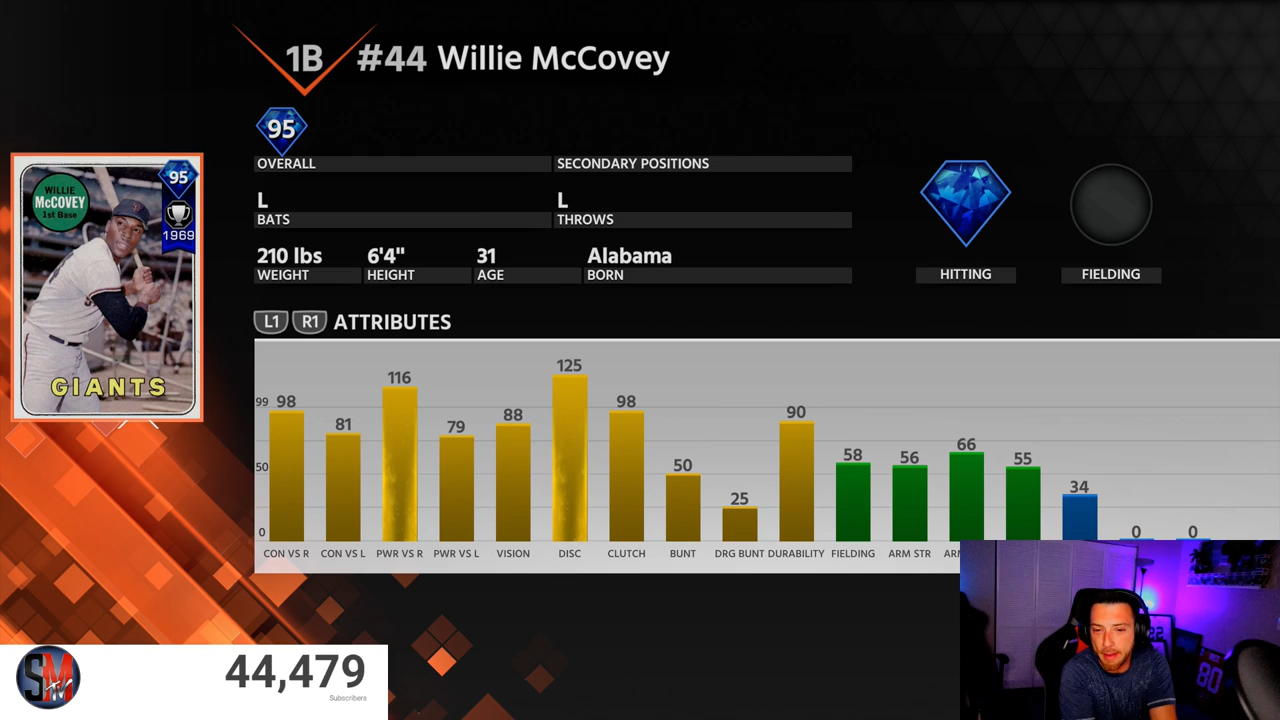 1B #44 Willie McCovey
95
OVERALL
SECONDARY POSITIONS
L
BATS
L
THROWS
210 lbs
WEIGHT
6'4"
HEIGHT
31
AGE
Alabama
BORN
HITTING
FIELDING
WILLIE
McCOVEY
1st Base
95
1969
GIANTS
L1 R1 ATTRIBUTES
99
50
0
98 81 116 79 88 125 98 50 25 90 58 56 66 55 34 0 0
CON VS R CON VS L PWR VS R PWR VS L VISION DISC CLUTCH BUNT DRG BUNT DURABILITY FIELDING ARM STR
SM
TV
44,479
Subscribers
80